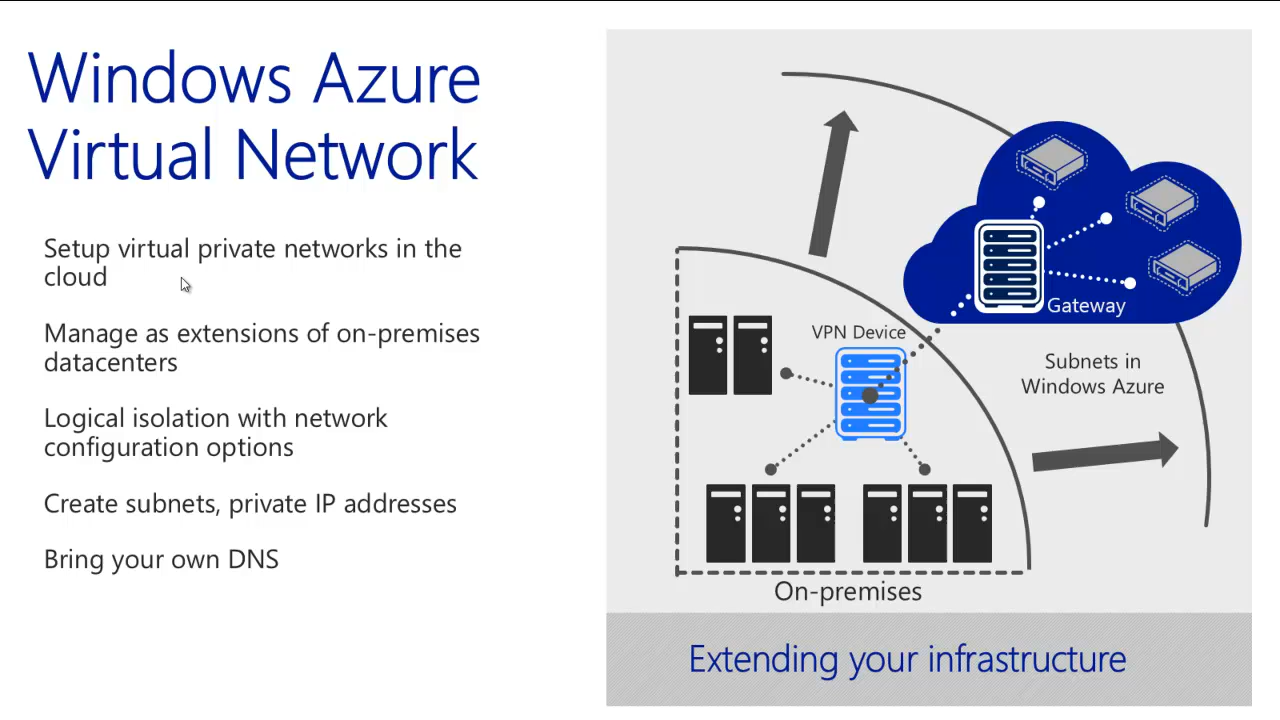 Windows Azure
Virtual Network
Setup virtual private networks in the
cloud
Manage as extensions of on-premises
datacenters
Logical isolation with network
configuration options
Create subnets, private IP addresses
Bring your own DNS
Gateway
VPN Device
Subnets in
Windows Azure
On-premises
Extending your infrastructure